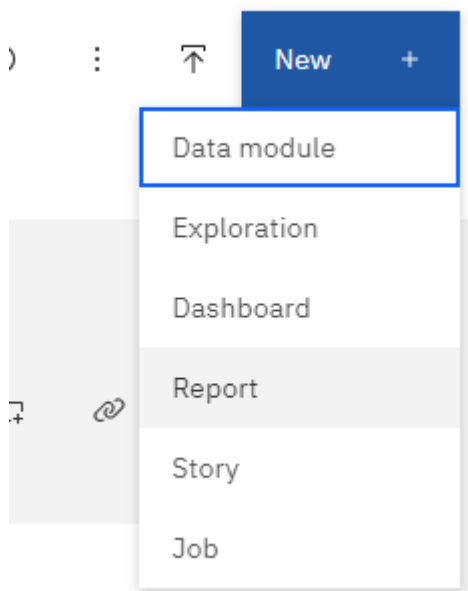 New +
Data module
Exploration
Dashboard
Report
Story
Job